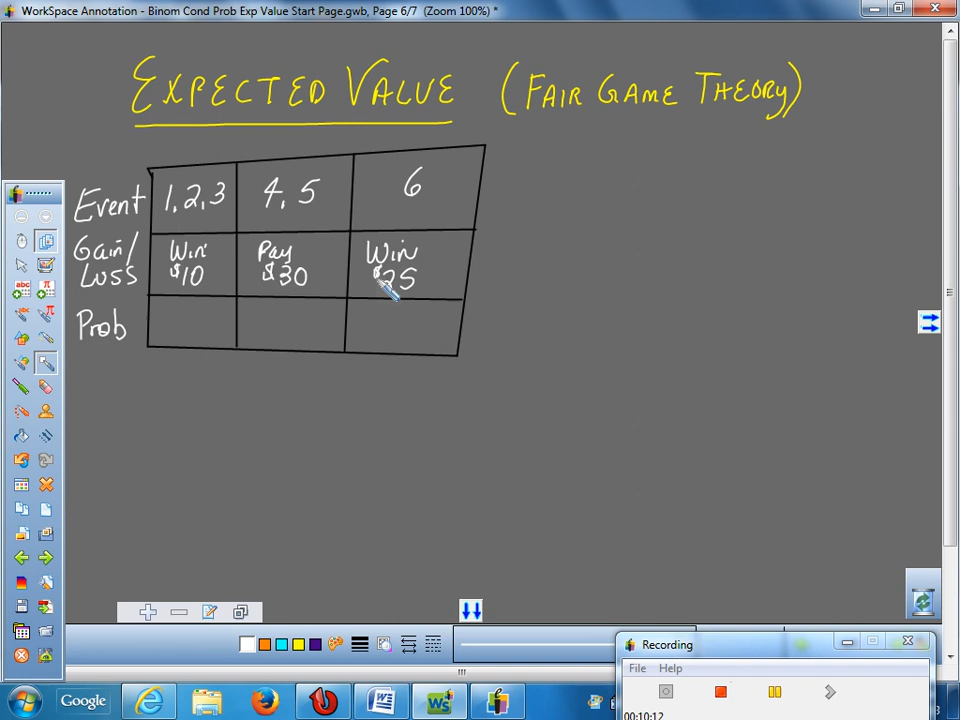 WorkSpace Annotation - Binom Cond Prob Exp Value Start Page.gwb, Page 6/7 (Zoom 100%) *
EXPECTED VALUE (FAIR GAME THEORY)
Event 1, 2, 3 4, 5 6
Gain/ Win Pay Win
Loss $10 $30 $25
Prob
Recording
File Help
00:10:12
Google